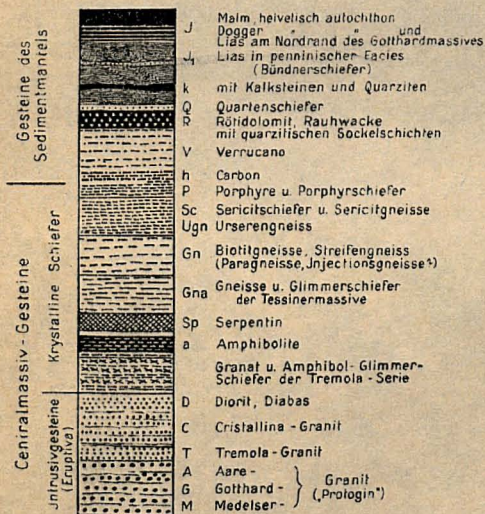 Gesteine des
Sedimentmantels
Centralmassiv - Gesteine
Krystalline Schiefer
Jntrusivgesteine
(Eruptiva)
J Malm, helvetisch autochthon
Dogger " " und
Lias am Nordrand des Gotthardmassives
J₁ Lias in penninischer Facies
(Bündnerschiefer)
k mit Kalksteinen und Quarziten
Q Quartenschiefer
R Rötidolomit, Rauhwacke
mit quarzitischen Sockelschichten
V Verrucano
h Carbon
P Porphyre u. Porphyrschiefer
Sc Sericitschiefer u. Sericitgneisse
Ugn Urserengneiss
Gn Biotitgneisse, Streifengneiss
(Paragneisse, Jnjectionsgneisse)
Gna Gneisse u. Glimmerschiefer
der Tessinermassive
Sp Serpentin
a Amphibolite
Granat u. Amphibol-Glimmer-
Schiefer der Tremola - Serie
D Diorit, Diabas
C Cristallina - Granit
T Tremola - Granit
A Aare -
G Gotthard - } Granit
M Medelser - („Protogin")